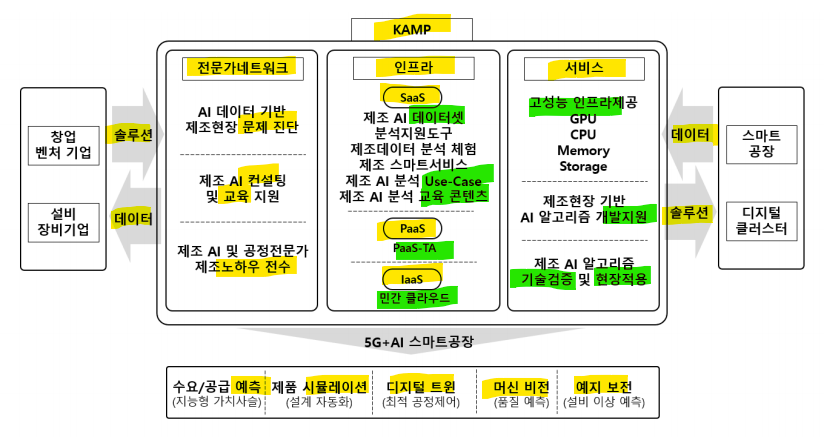 KAMP
전문가네트워크
AI 데이터 기반
제조현장 문제 진단
제조 AI 컨설팅
및 교육 지원
제조 AI 및 공정전문가
제조노하우 전수
인프라
SaaS
제조 AI 데이터셋
분석지원도구
제조데이터 분석 체험
제조 스마트서비스
제조 AI 분석 Use-Case
제조 AI 분석 교육 콘텐츠
PaaS
PaaS-TA
IaaS
민간 클라우드
서비스
고성능 인프라제공
GPU
CPU
Memory
Storage
제조현장 기반
AI 알고리즘 개발지원
제조 AI 알고리즘
기술검증 및 현장적용
창업
벤처 기업
설비
장비기업
솔루션
데이터
데이터
솔루션
스마트
공장
디지털
클러스터
5G+AI 스마트공장
수요/공급 예측
(지능형 가치사슬)
제품 시뮬레이션
(설계 자동화)
디지털 트윈
(최적 공정제어)
머신 비전
(품질 예측)
예지 보전
(설비 이상 예측)